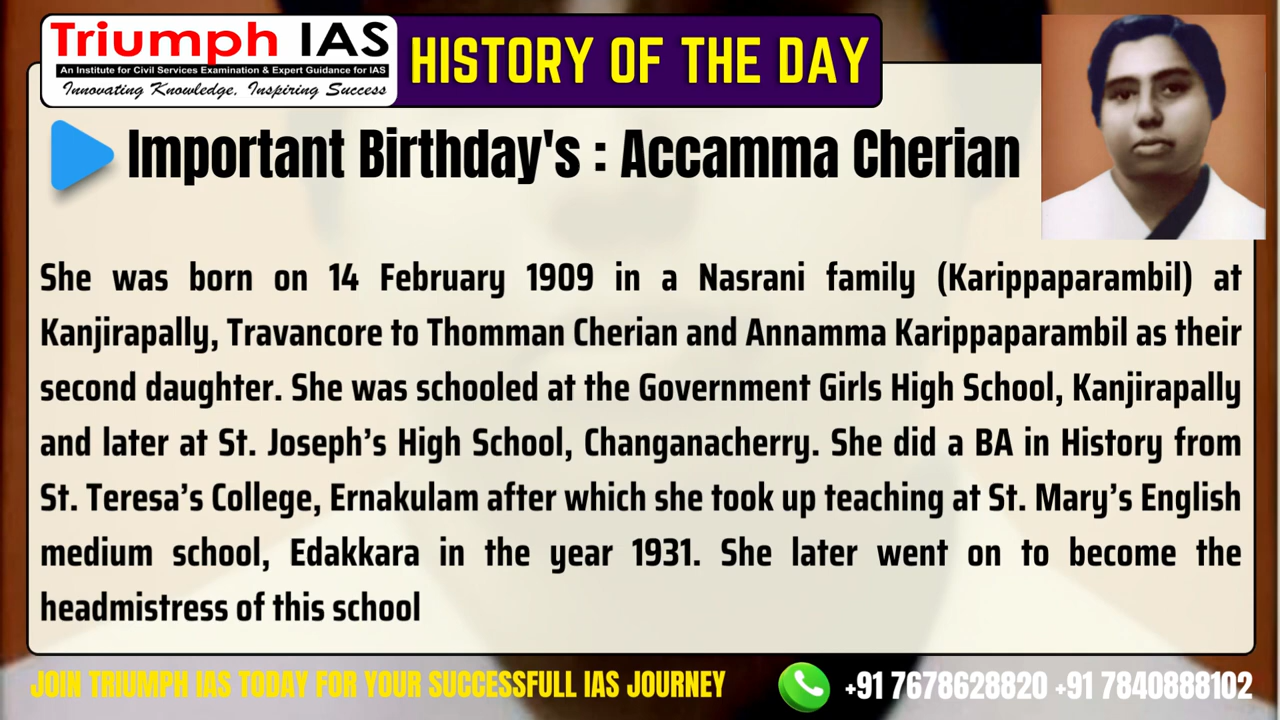 Triumph IAS
An Institute for Civil Services Examination & Expert Guidance for IAS
Innovating Knowledge, Inspiring Success
HISTORY OF THE DAY
Important Birthday's : Accamma Cherian
She was born on 14 February 1909 in a Nasrani family (Karippaparambil) at
Kanjirapally, Travancore to Thomman Cherian and Annamma Karippaparambil as their
second daughter. She was schooled at the Government Girls High School, Kanjirapally
and later at St. Joseph's High School, Changanacherry. She did a BA in History from
St. Teresa's College, Ernakulam after which she took up teaching at St. Mary's English
medium school, Edakkara in the year 1931. She later went on to become the
headmistress of this school
JOIN TRIUMPH IAS TODAY FOR YOUR SUCCESSFULL IAS JOURNEY
+91 7678628820 +91 7840888102